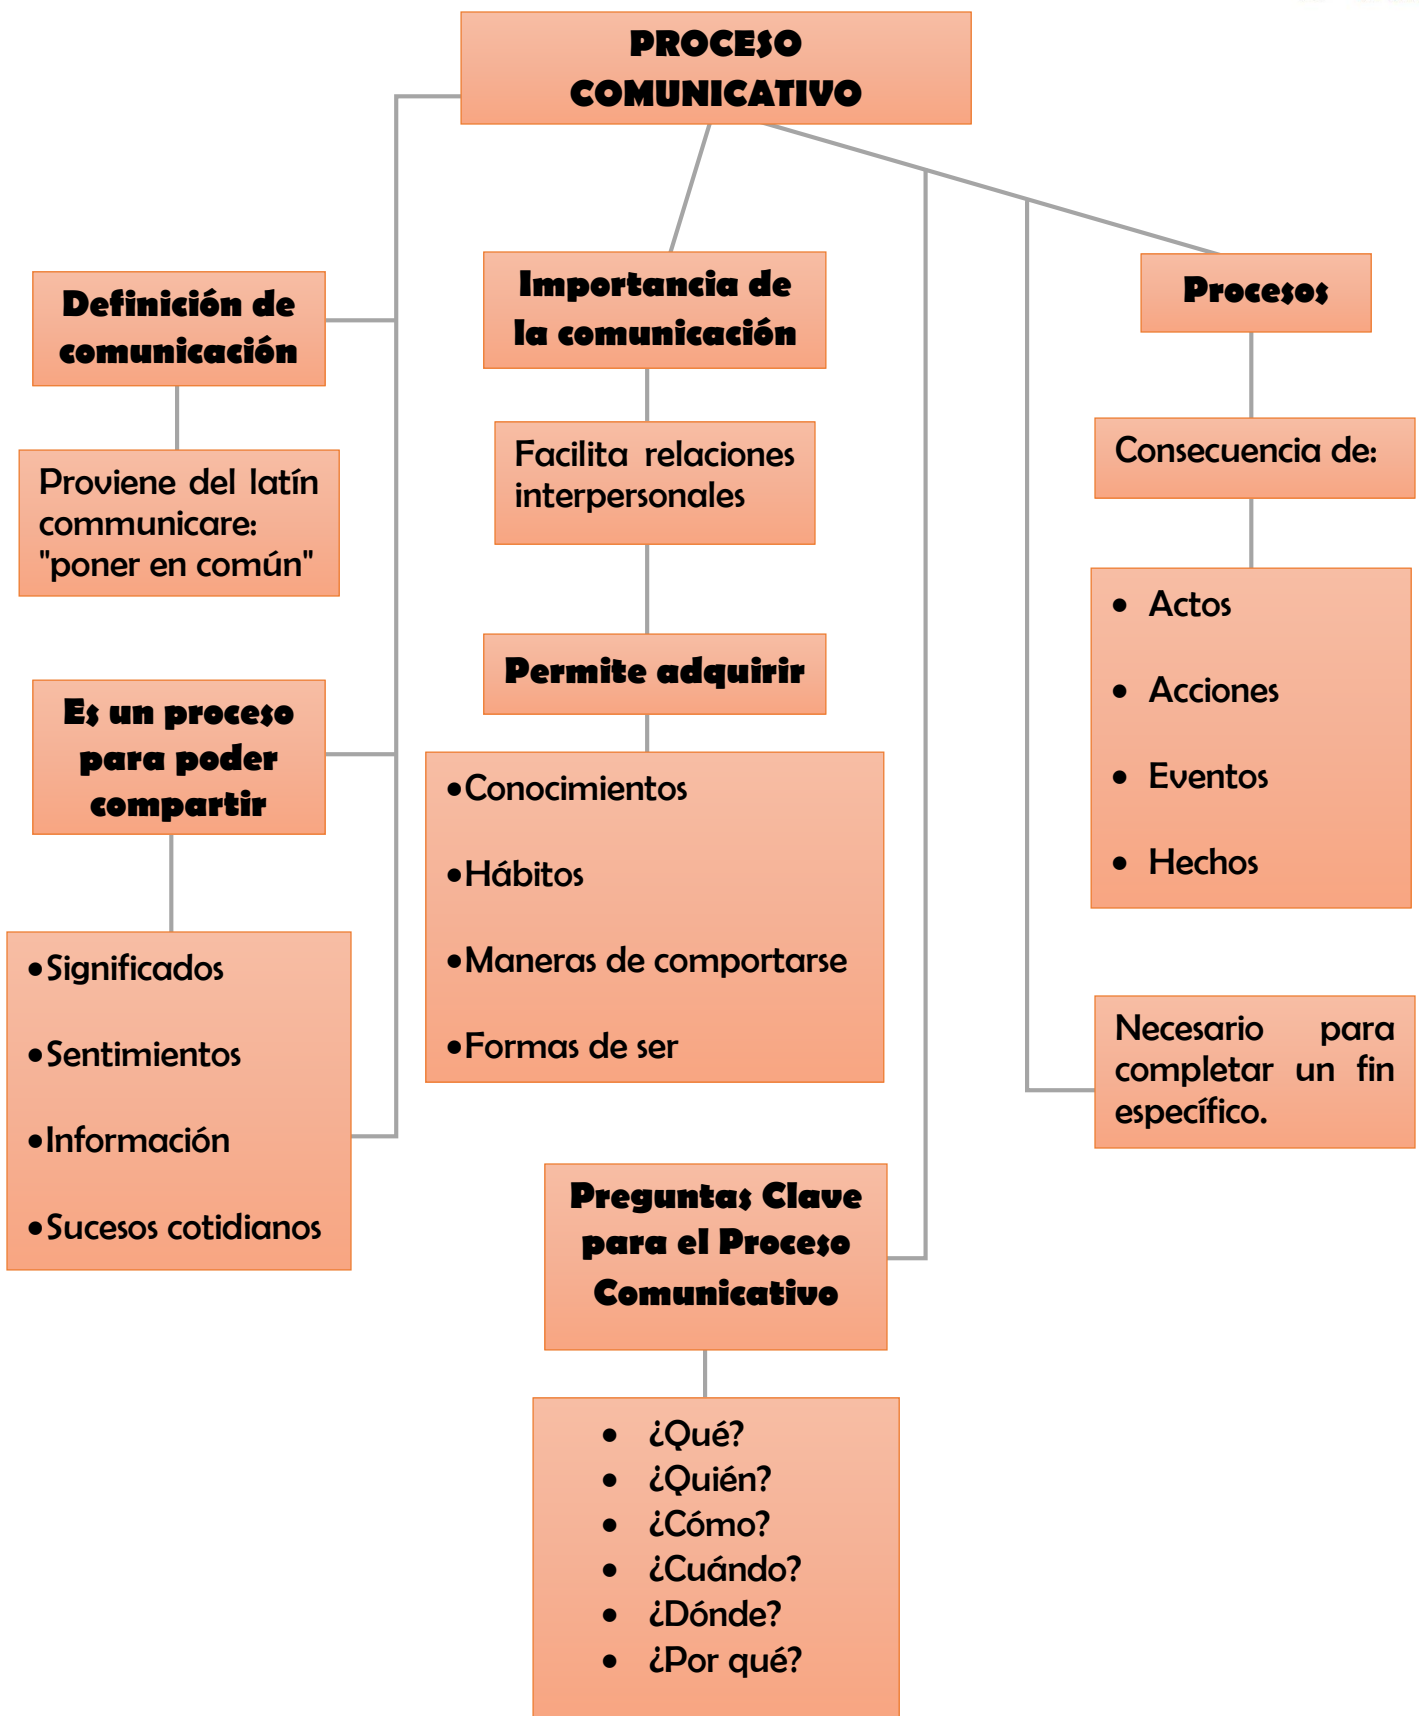 PROCESO
COMUNICATIVO
Definición de
comunicación
Proviene del latín
communicare:
"poner en común"
Es un proceso
para poder
compartir
•Significados
•Sentimientos
•Información
•Sucesos cotidianos
Importancia de
la comunicación
Facilita relaciones
interpersonales
Permite adquirir
•Conocimientos
•Hábitos
•Maneras de comportarse
•Formas de ser
Preguntas Clave
para el Proceso
Comunicativo
• ¿Qué?
• ¿Quién?
• ¿Cómo?
• ¿Cuándo?
• ¿Dónde?
• ¿Por qué?
Procesos
Consecuencia de:
• Actos
• Acciones
• Eventos
• Hechos
Necesario para
completar un fin
específico.